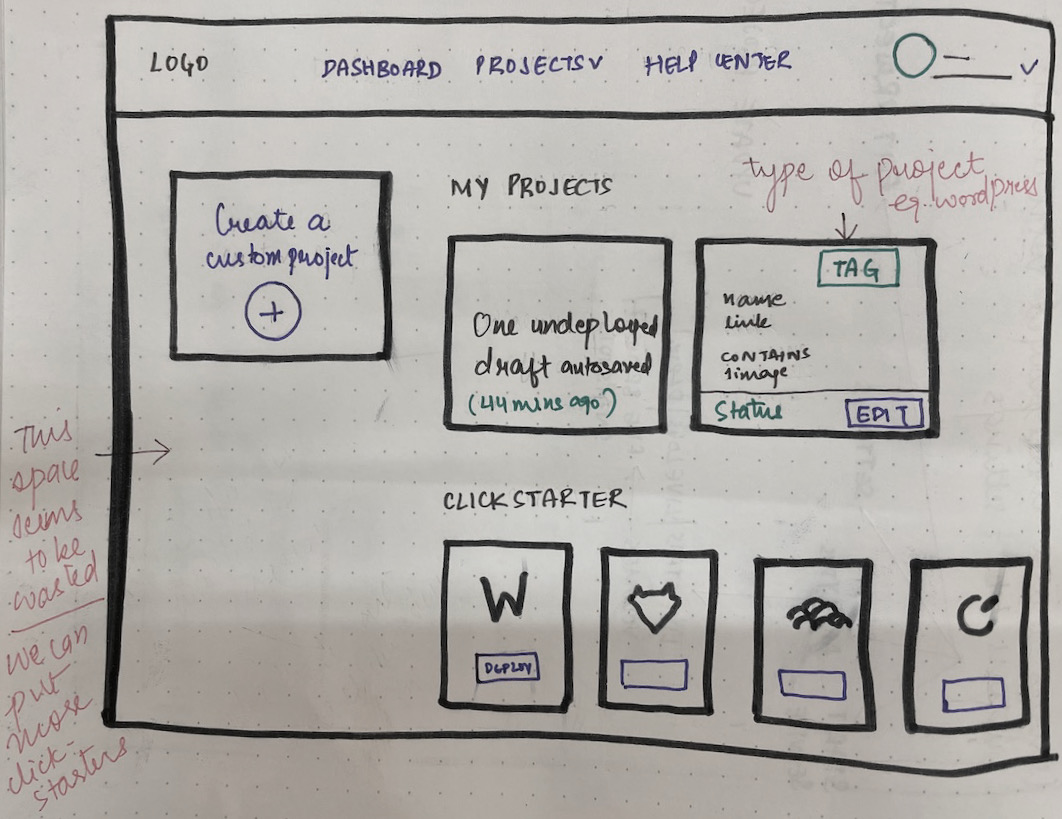 LOGO
DASHBOARD PROJECTS HELP CENTER
type of project
eg. wordpress
Create a
custom project
+
MY PROJECTS
One undeployed
draft autosaved
(44 mins ago)
TAG
name
link
CONTAINS
1 image
Status
EDIT
This
space
seems
to be
wasted
we can
put
more
click-
starters
CLICKSTARTER
W
DEPLOY